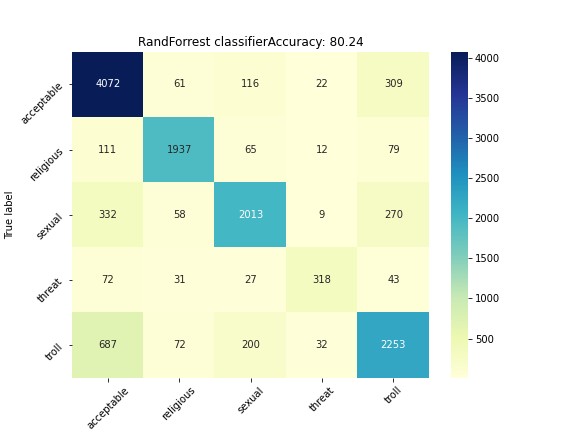 RandForrest classifierAccuracy: 80.24
True label
acceptable 4072 61 116 22 309
religious 111 1937 65 12 79
sexual 332 58 2013 9 270
threat 72 31 27 318 43
troll 687 72 200 32 2253
acceptable religious sexual threat troll
4000
3500
3000
2500
2000
1500
1000
500